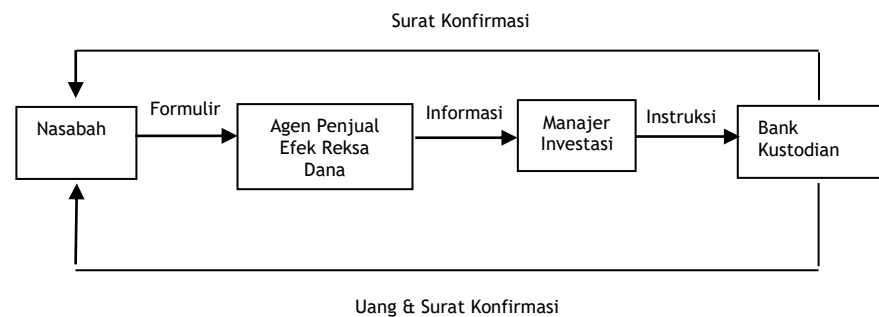 Surat Konfirmasi
Nasabah
Formulir
Agen Penjual
Efek Reksa
Dana
Informasi
Manajer
Investasi
Instruksi
Bank
Kustodian
Uang & Surat Konfirmasi